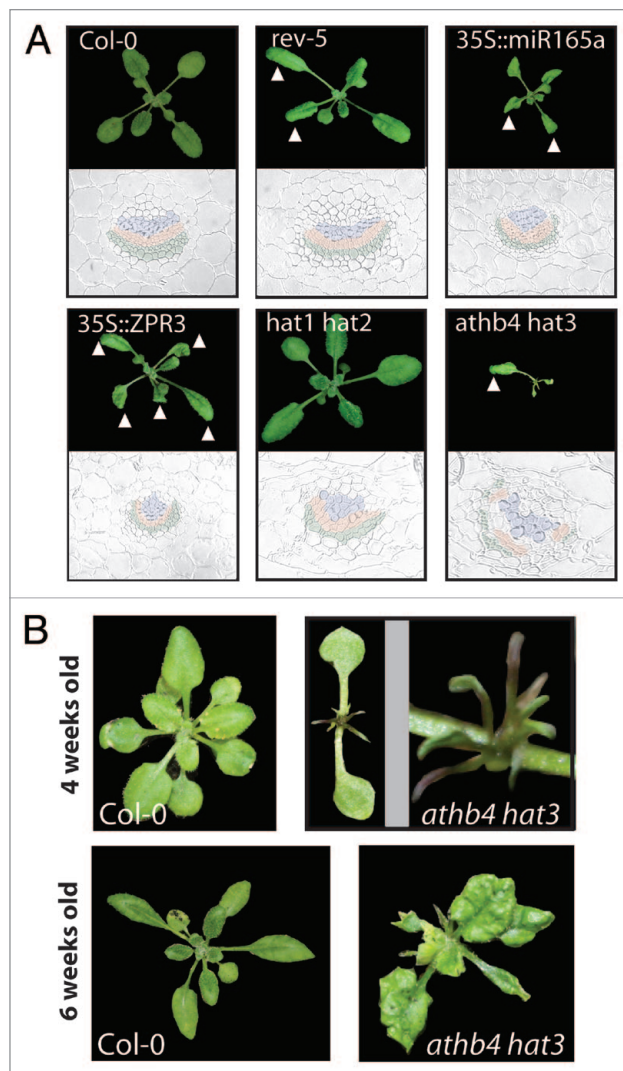 A
Col-0
rev-5
35S::miR165a
35S::ZPR3
hat1 hat2
athb4 hat3
B
4 weeks old
Col-0
athb4 hat3
6 weeks old
Col-0
athb4 hat3